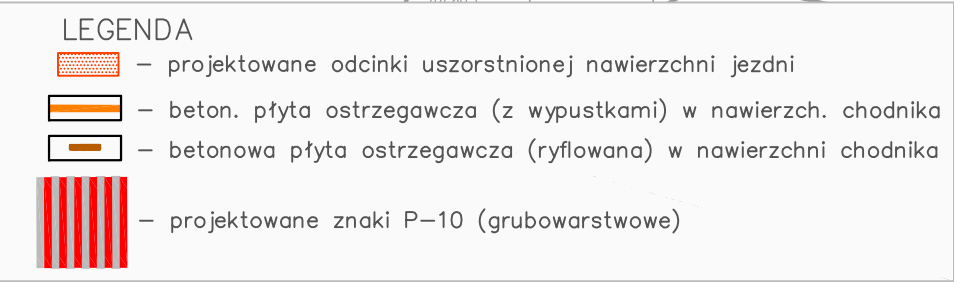 LEGENDA
– projektowane odcinki uszorstnionej nawierzchni jezdni
– beton. płyta ostrzegawcza (z wypustkami) w nawierzch. chodnika
– betonowa płyta ostrzegawcza (ryflowana) w nawierzchni chodnika
– projektowane znaki P–10 (grubowarstwowe)